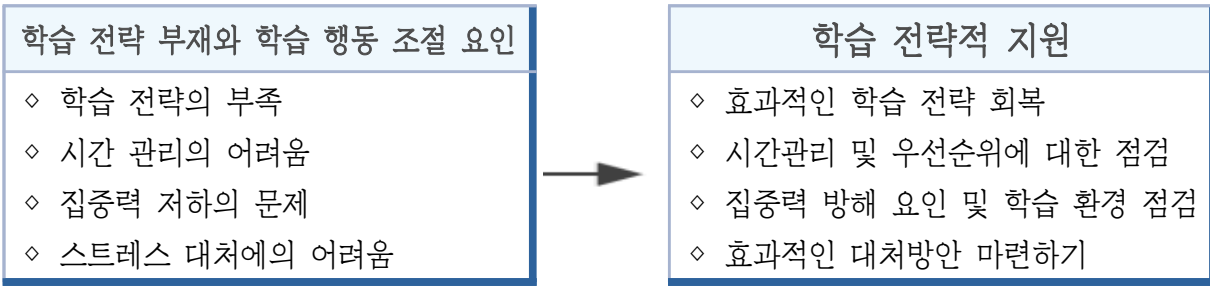 학습 전략 부재와 학습 행동 조절 요인
◇ 학습 전략의 부족
◇ 시간 관리의 어려움
◇ 집중력 저하의 문제
◇ 스트레스 대처에의 어려움
학습 전략적 지원
◇ 효과적인 학습 전략 회복
◇ 시간관리 및 우선순위에 대한 점검
◇ 집중력 방해 요인 및 학습 환경 점검
◇ 효과적인 대처방안 마련하기